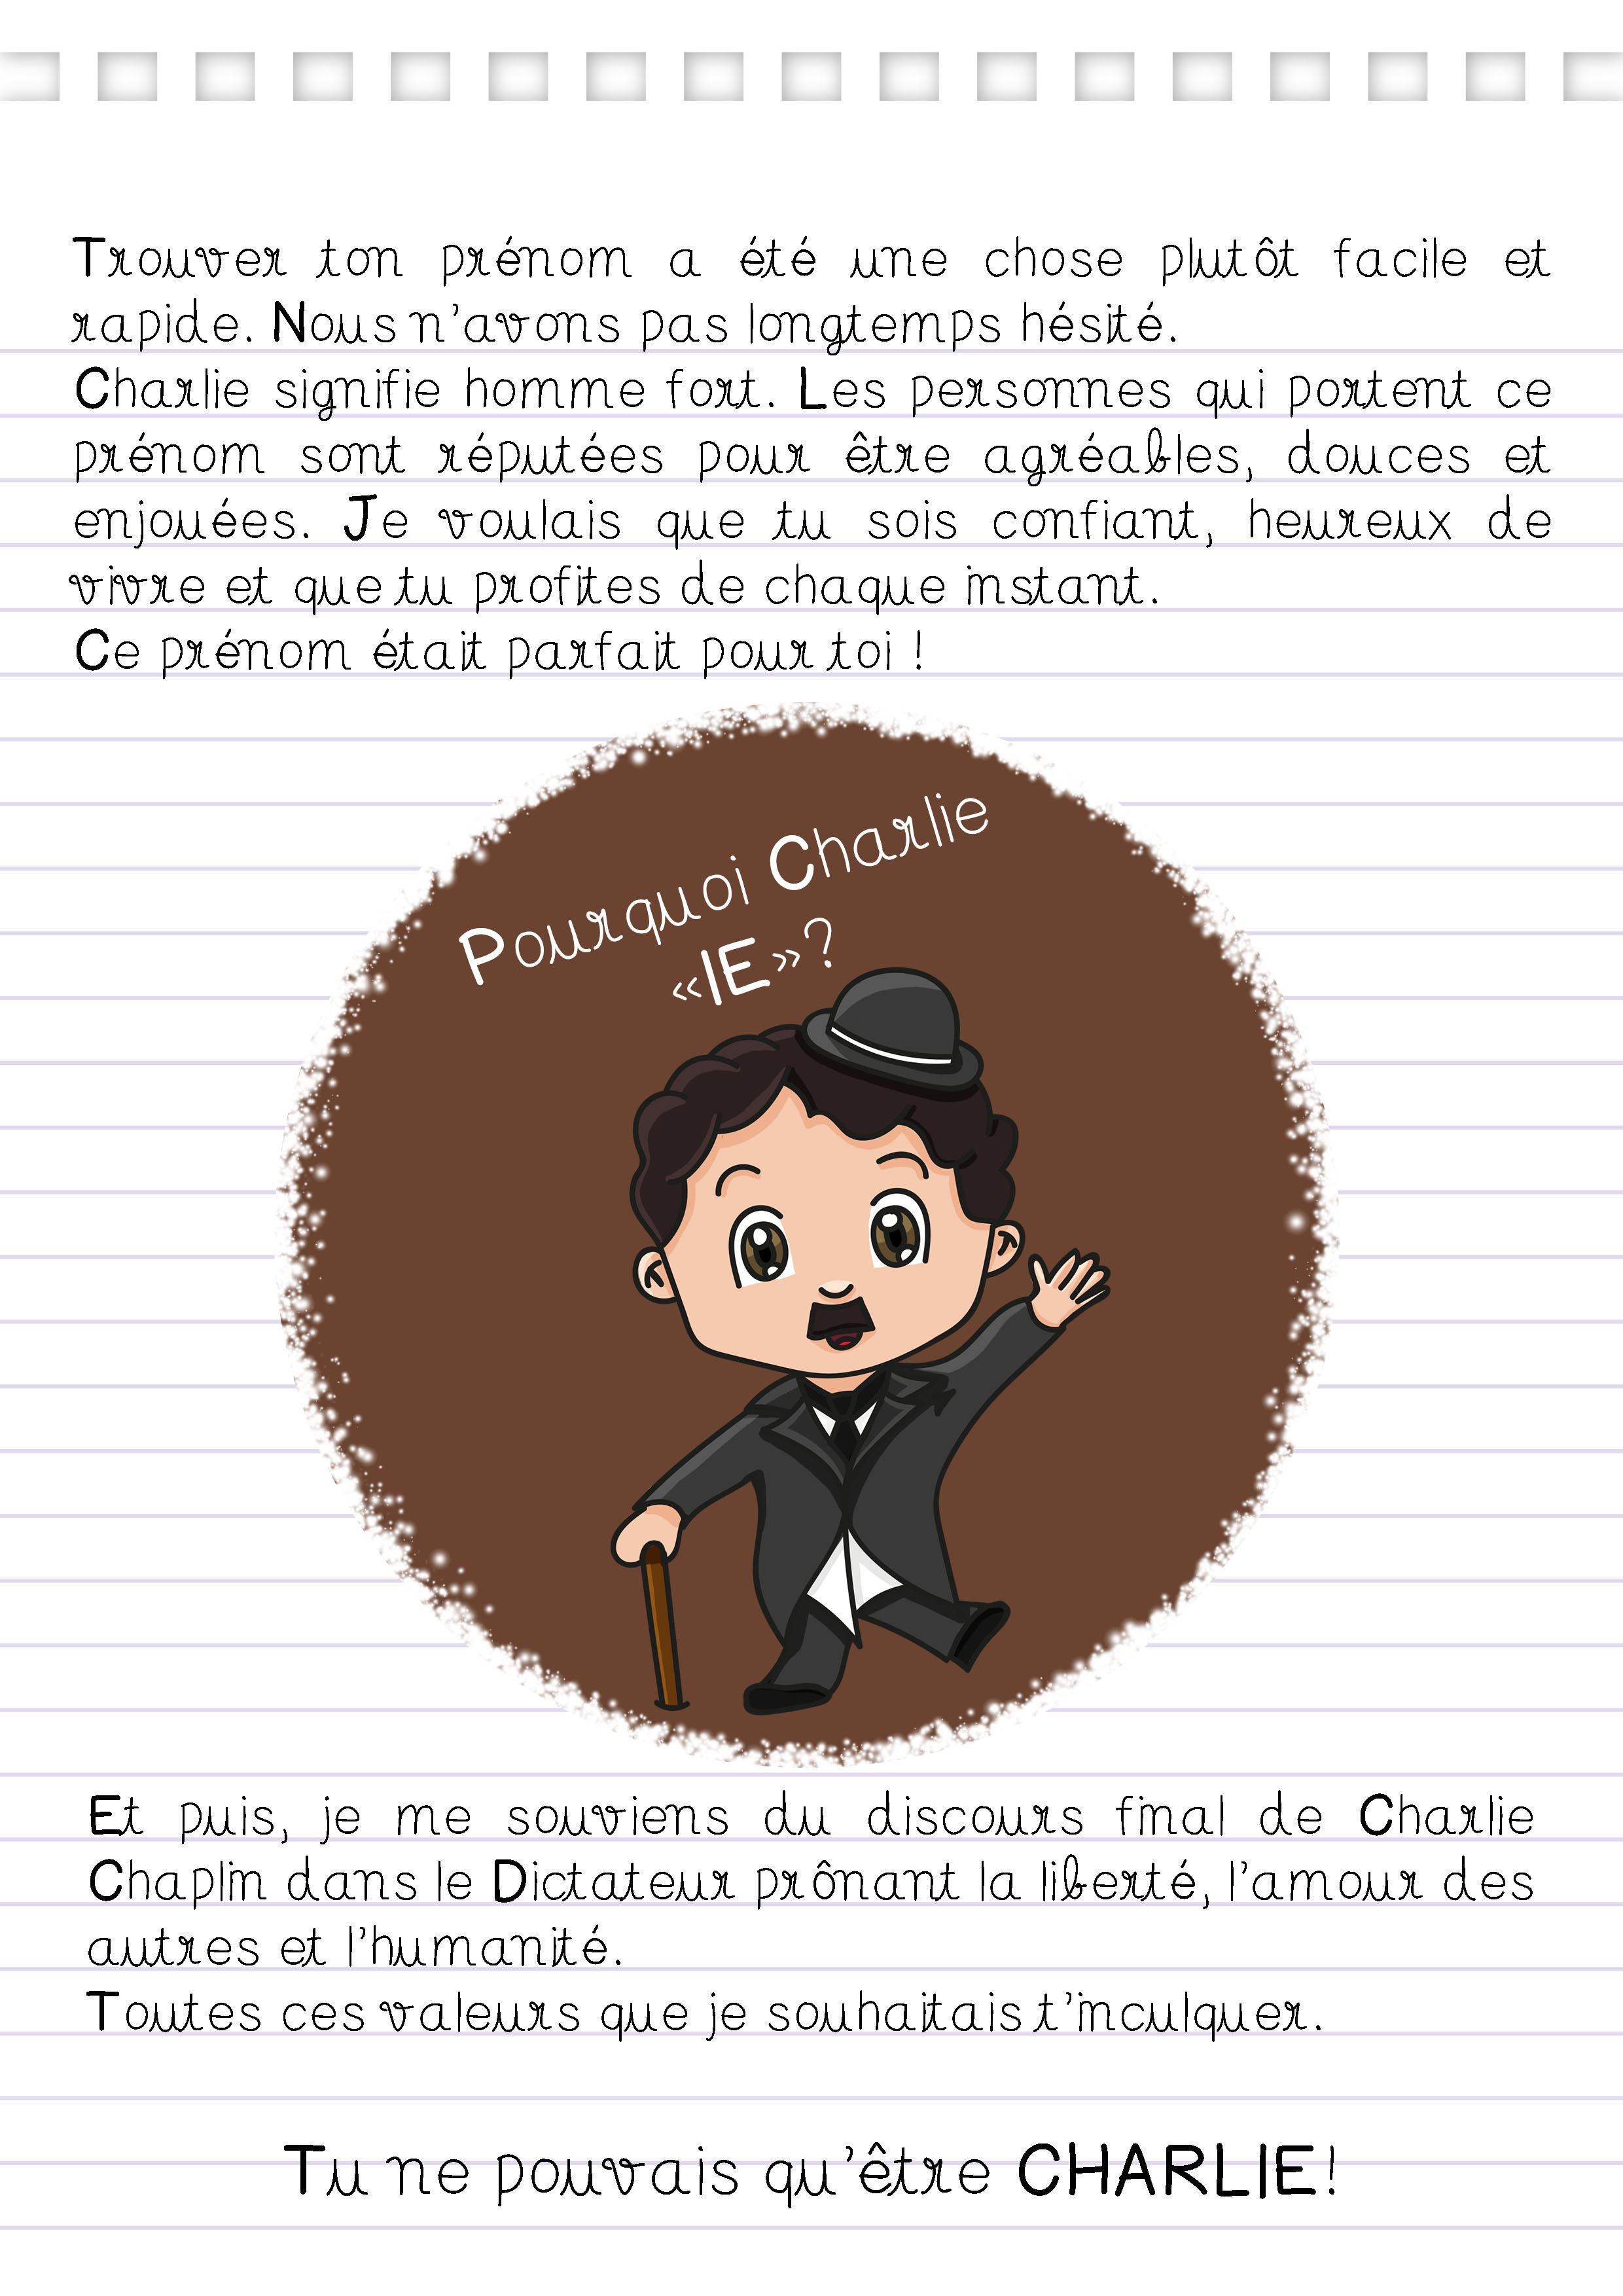 Trouver ton prénom a été une chose plutôt facile et
rapide. Nous n'avons pas longtemps hésité.
Charlie signifie homme fort. Les personnes qui portent ce
prénom sont réputées pour être agréables, douces et
enjouées. Je voulais que tu sois confiant, heureux de
vivre et que tu profites de chaque instant.
Ce prénom était parfait pour toi !
Pourquoi Charlie
«IE»?
Et puis, je me souviens du discours final de Charlie
Chaplin dans le Dictateur prônant la liberté, l'amour des
autres et l'humanité.
Toutes ces valeurs que je souhaitais t'inculquer.
Tu ne pouvais qu'être CHARLIE!